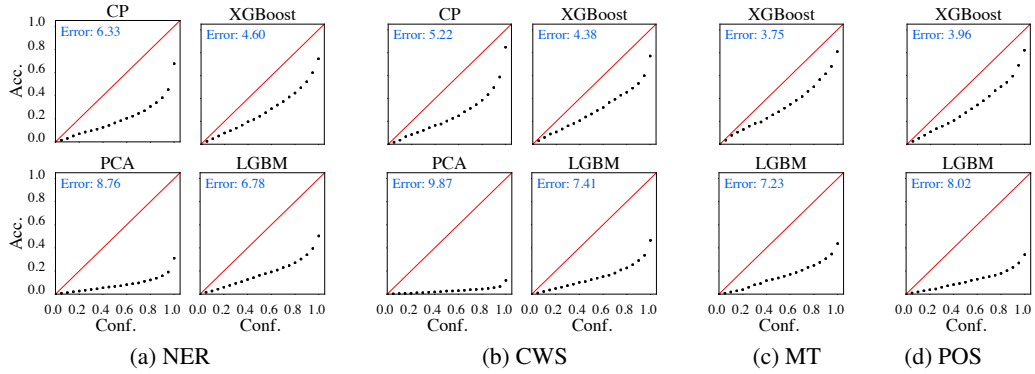 CP XGBoost CP XGBoost XGBoost XGBoost
Error: 6.33 Error: 4.60 Error: 5.22 Error: 4.38 Error: 3.75 Error: 3.96
Acc.
1.0
0.8
0.6
0.4
0.2
0.0
PCA LGBM PCA LGBM LGBM LGBM
Error: 8.76 Error: 6.78 Error: 9.87 Error: 7.41 Error: 7.23 Error: 8.02
Acc.
1.0
0.8
0.6
0.4
0.2
0.0
0.0 0.2 0.4 0.6 0.8 1.0 0.0 0.2 0.4 0.6 0.8 1.0 0.0 0.2 0.4 0.6 0.8 1.0 0.0 0.2 0.4 0.6 0.8 1.0 0.0 0.2 0.4 0.6 0.8 1.0 0.0 0.2 0.4 0.6 0.8 1.0
Conf. Conf. Conf. Conf. Conf. Conf.
(a) NER (b) CWS (c) MT (d) POS